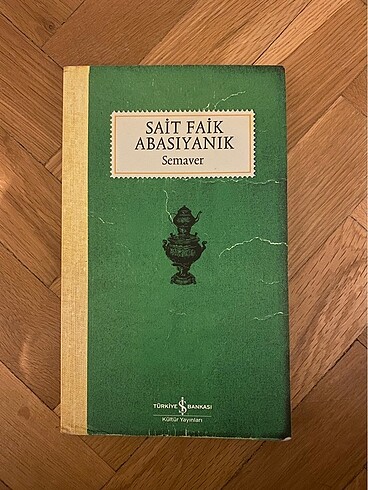 SAİT FAİK
ABASIYANIK
Semaver
TÜRKİYE İŞ BANKASI
Kültür Yayınları